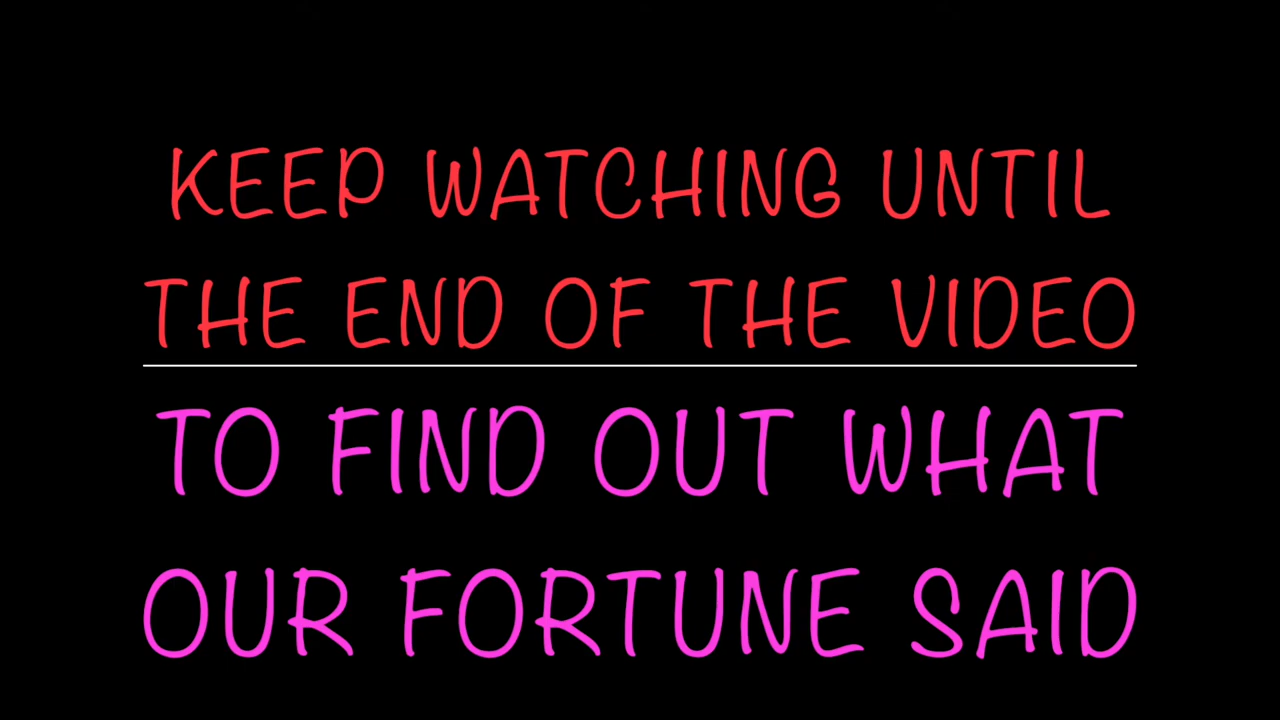 KEEP WATCHING UNTIL
THE END OF THE VIDEO
TO FIND OUT WHAT
OUR FORTUNE SAID